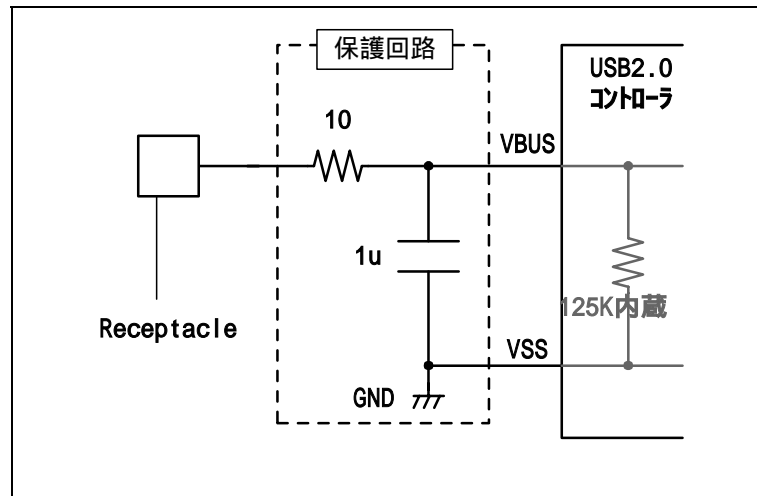 保護回路
USB2.0
コントローラ
10
VBUS
1u
125K内蔵
Receptacle
VSS
GND